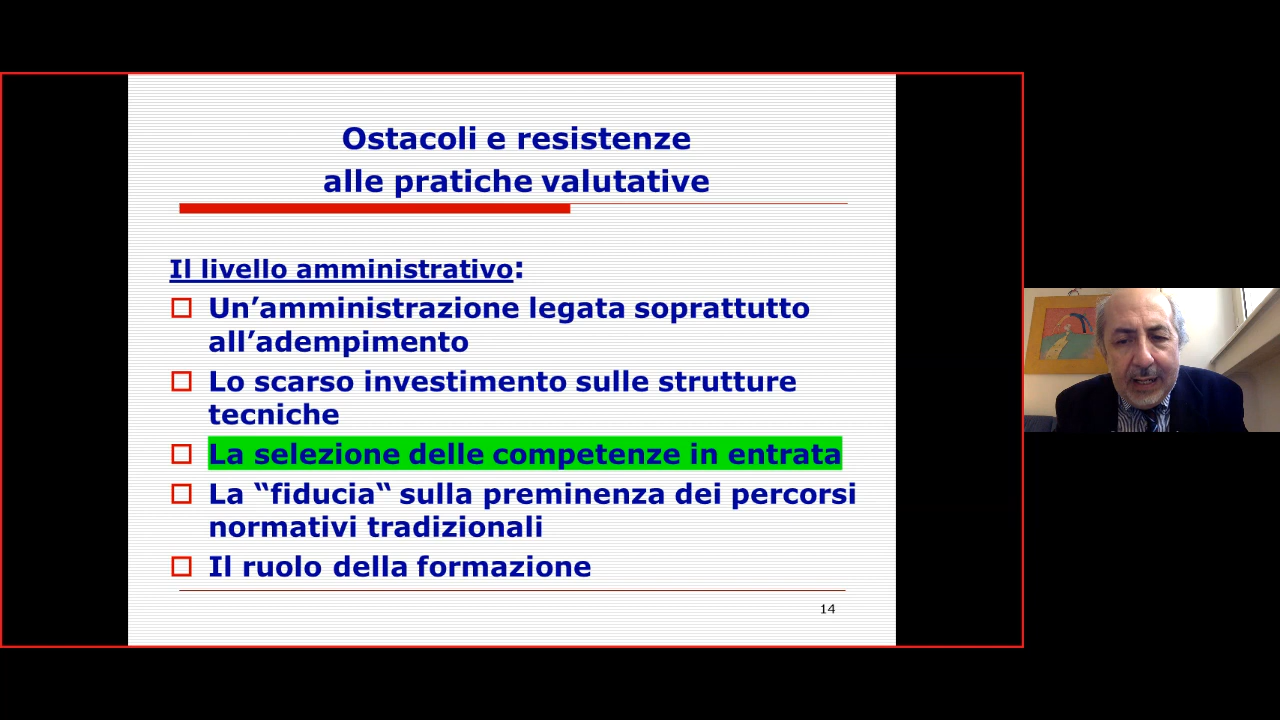 Ostacoli e resistenze
alle pratiche valutative
Il livello amministrativo:
Un’amministrazione legata soprattutto
all’adempimento
Lo scarso investimento sulle strutture
tecniche
La selezione delle competenze in entrata
La “fiducia“ sulla preminenza dei percorsi
normativi tradizionali
Il ruolo della formazione
14